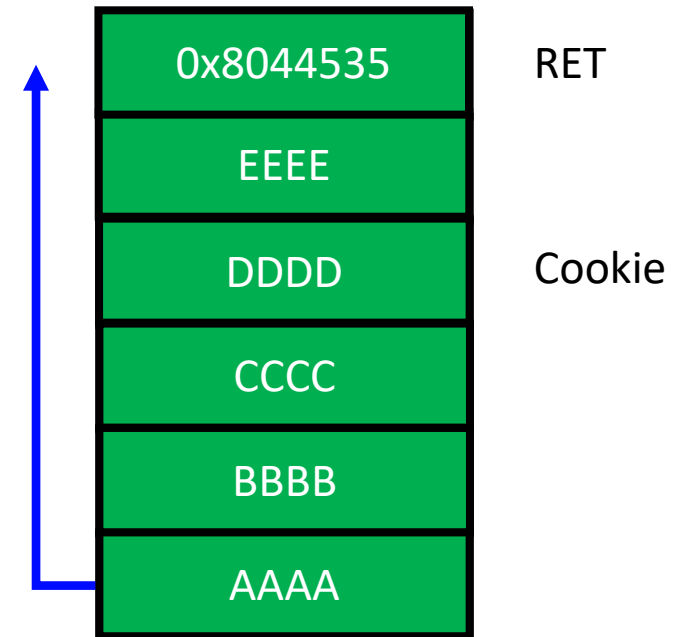 0x8044535 RET
EEEE
DDDD Cookie
CCCC
BBBB
AAAA